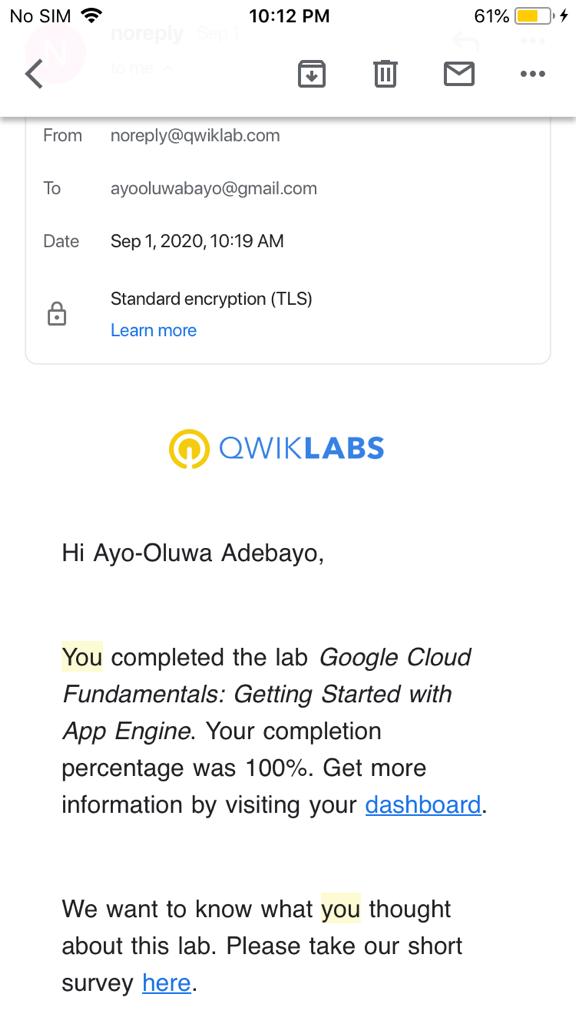 No SIM 10:12 PM 61%
noreply Sep 1
N
to me
From noreply@qwiklab.com
To ayooluwabayo@gmail.com
Date Sep 1, 2020, 10:19 AM
Standard encryption (TLS)
Learn more
QWIKLABS
Hi Ayo-Oluwa Adebayo,
You completed the lab Google Cloud
Fundamentals: Getting Started with
App Engine. Your completion
percentage was 100%. Get more
information by visiting your dashboard.
We want to know what you thought
about this lab. Please take our short
survey here.